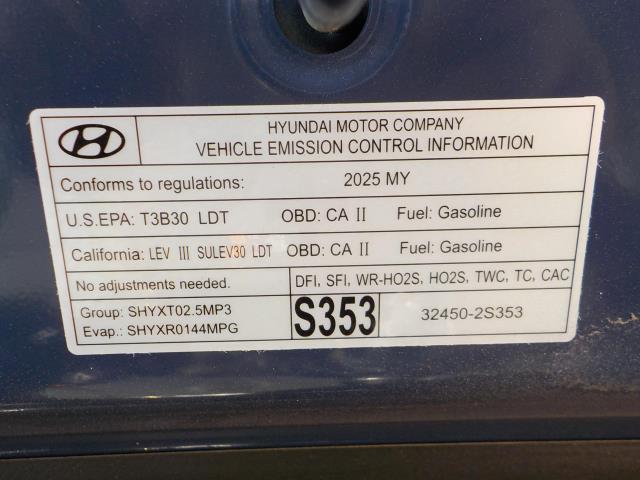 HYUNDAI MOTOR COMPANY
VEHICLE EMISSION CONTROL INFORMATION
Conforms to regulations: 2025 MY
U.S.EPA: T3B30 LDT OBD: CA II Fuel: Gasoline
California: LEV III SULEV30 LDT OBD: CA II Fuel: Gasoline
No adjustments needed. DFI, SFI, WR-HO2S, HO2S, TWC, TC, CAC
Group: SHYXT02.5MP3
Evap.: SHYXR0144MPG
S353
32450-2S353